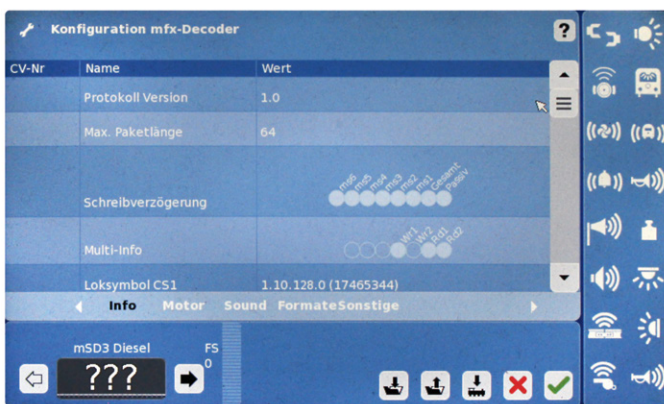 Konfiguration mfx-Decoder
?
CV-Nr Name Wert
Protokoll Version 1.0
Max. Paketlänge 64
ms6 ms5 ms4 ms3 ms2 ms1 Gesamt Passiv
Schreibverzögerung
Wr1 Wr2 Rd1 Rd2
Multi-Info
Loksymbol CS1 1.10.128.0 (17465344)
Info Motor Sound Formate Sonstige
mSD3 Diesel FS
??? 0